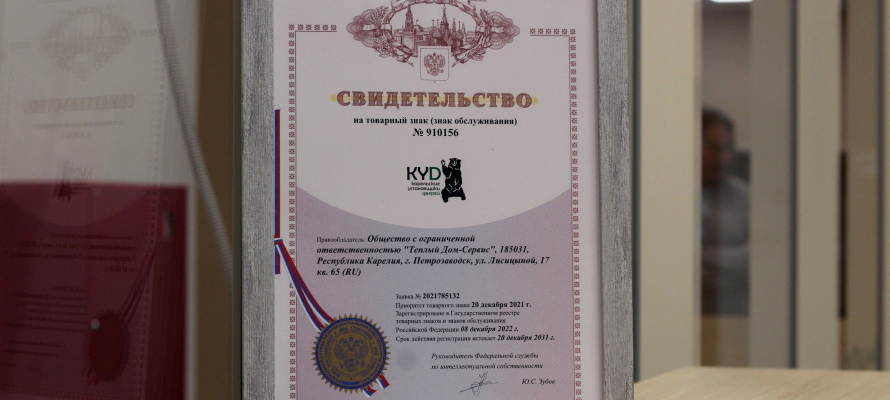 СВИДЕТЕЛЬСТВО
на товарный знак (знак обслуживания)
№ 910156
KYD
карельские
установщики
дверей
Правообладатель: Общество с ограниченной
ответственностью "Теплый Дом-Сервис", 185031,
Республика Карелия, г. Петрозаводск, ул. Лисицыной, 17
кв. 65 (RU)
Заявка № 2021785132
Приоритет товарного знака 20 декабря 2021 г.
Зарегистрировано в Государственном реестре
товарных знаков и знаков обслуживания
Российской Федерации 08 декабря 2022 г.
Срок действия регистрации истекает 20 декабря 2031 г.
Руководитель Федеральной службы
по интеллектуальной собственности
Ю.С. Зубов